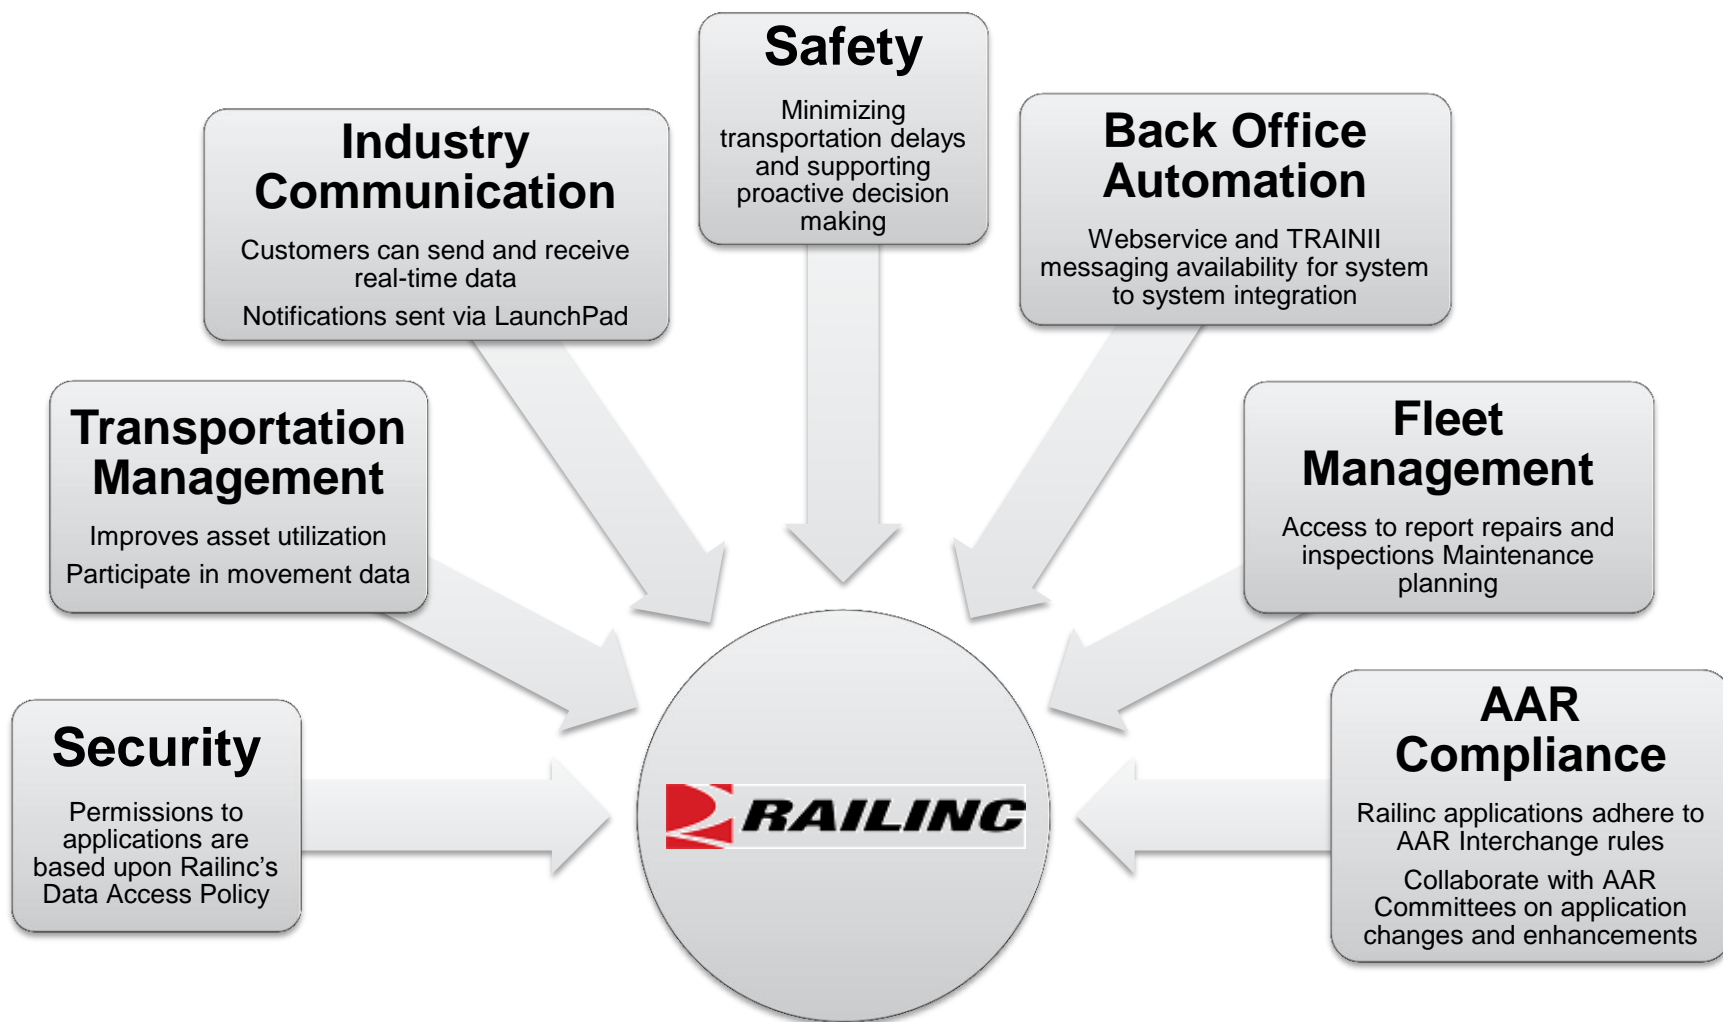 Safety
Minimizing
transportation delays
and supporting
proactive decision
making
Industry
Communication
Customers can send and receive
real-time data
Notifications sent via LaunchPad
Back Office
Automation
Webservice and TRAINII
messaging availability for system
to system integration
Transportation
Management
Improves asset utilization
Participate in movement data
Fleet
Management
Access to report repairs and
inspections Maintenance
planning
Security
Permissions to
applications are
based upon Railinc’s
Data Access Policy
RAILINC
AAR
Compliance
Railinc applications adhere to
AAR Interchange rules
Collaborate with AAR
Committees on application
changes and enhancements